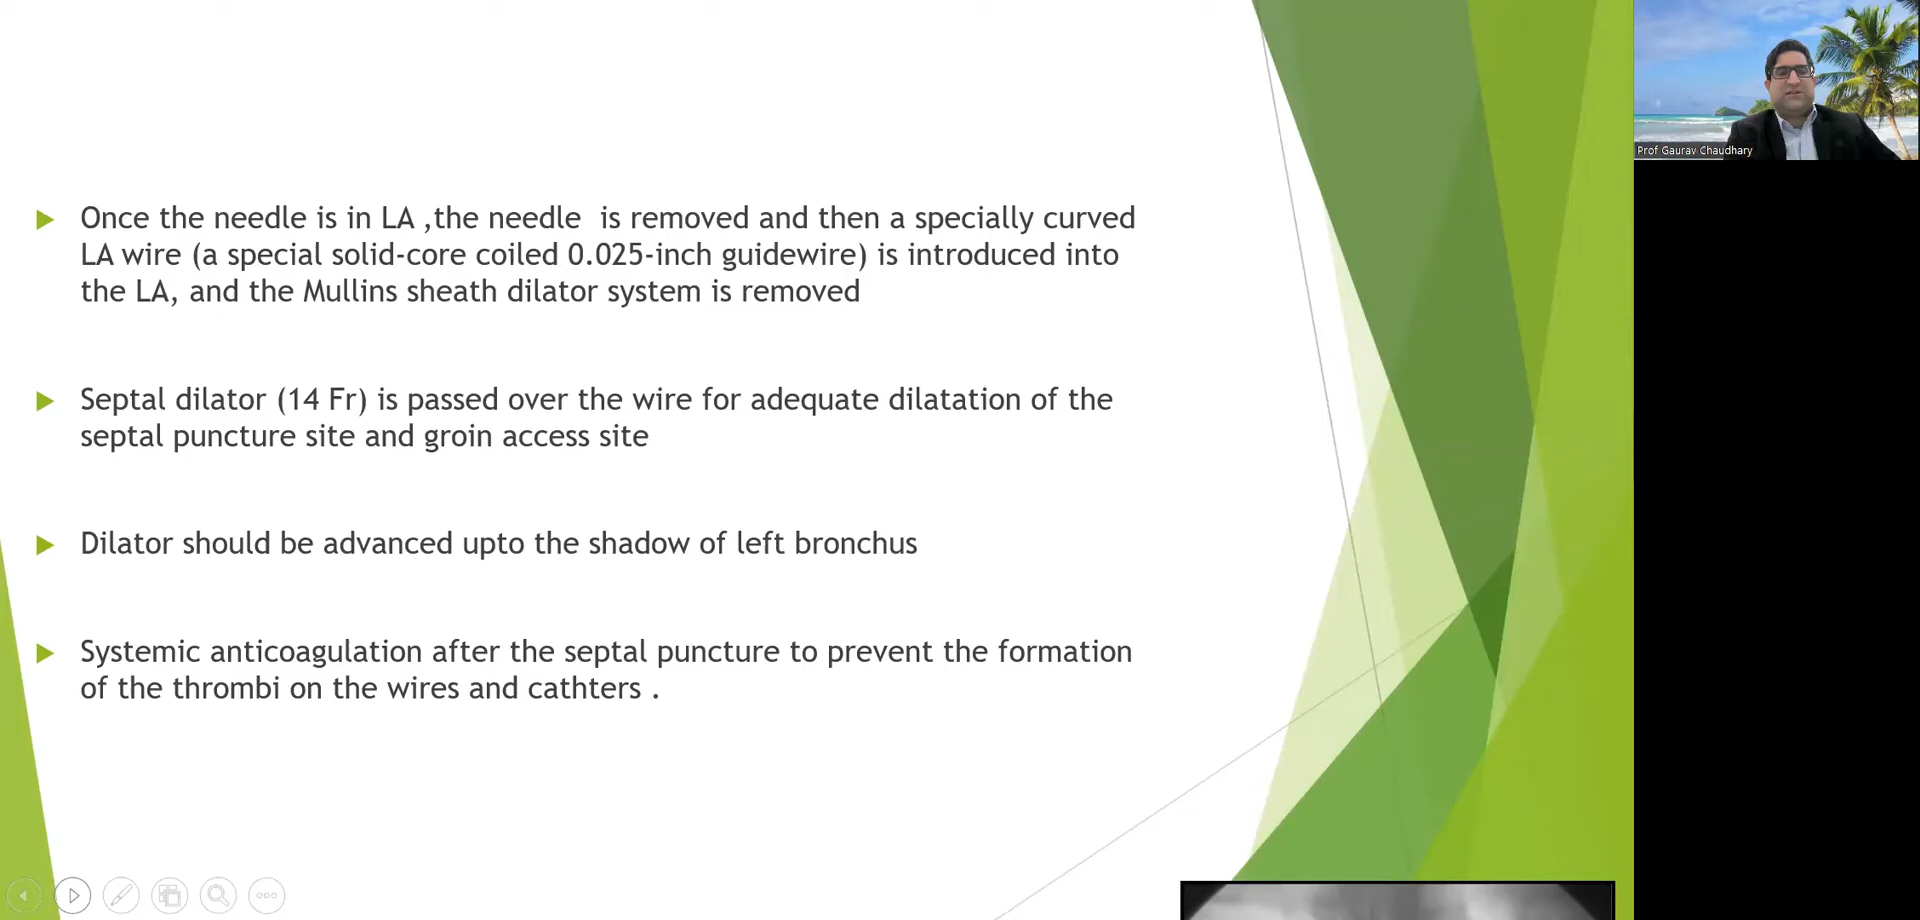 Once the needle is in LA ,the needle  is removed and then a specially curved
LA wire (a special solid-core coiled 0.025-inch guidewire) is introduced into
the LA, and the Mullins sheath dilator system is removed
Septal dilator (14 Fr) is passed over the wire for adequate dilatation of the
septal puncture site and groin access site
Dilator should be advanced upto the shadow of left bronchus
Systemic anticoagulation after the septal puncture to prevent the formation
of the thrombi on the wires and cathters .
Prof Gaurav Chaudhary